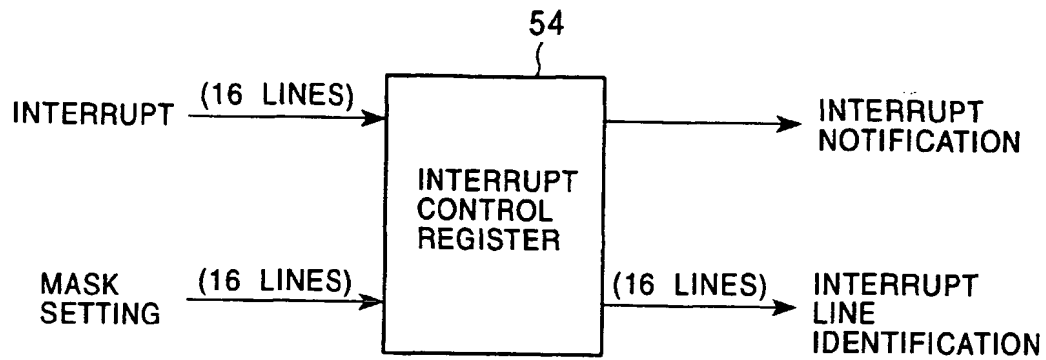 54
INTERRUPT
(16 LINES)
INTERRUPT
CONTROL
REGISTER
INTERRUPT
NOTIFICATION
MASK
SETTING
(16 LINES)
(16 LINES)
INTERRUPT
LINE
IDENTIFICATION